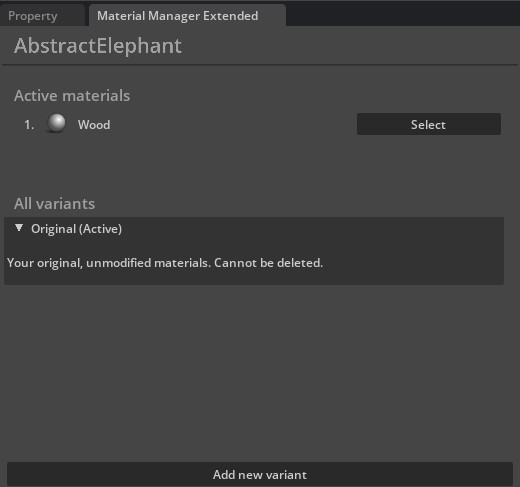 Property
Material Manager Extended
AbstractElephant
Active materials
1. Wood Select
All variants
Original (Active)
Your original, unmodified materials. Cannot be deleted.
Add new variant